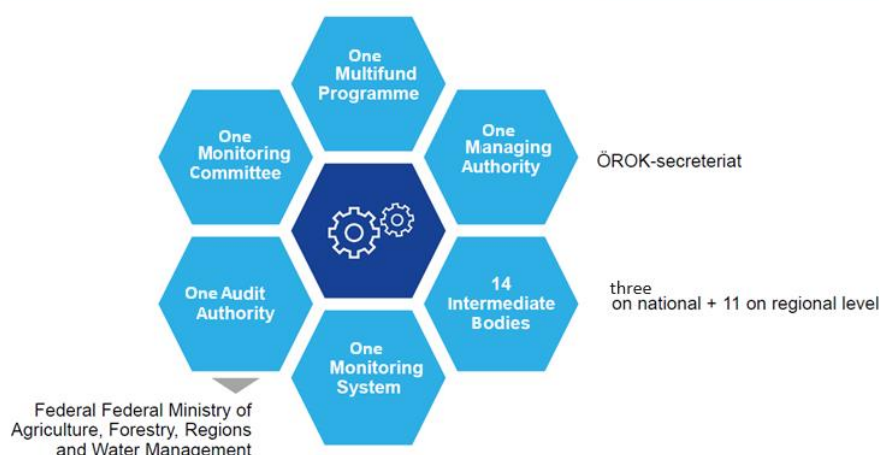 One
Multifund
Programme
One
Monitoring
Committee
One
Managing
Authority
ÖROK-secreteriat
One Audit
Authority
14
Intermediate
Bodies
three
on national + 11 on regional level
One
Monitoring
System
Federal Federal Ministry of
Agriculture, Forestry, Regions
and Water Management